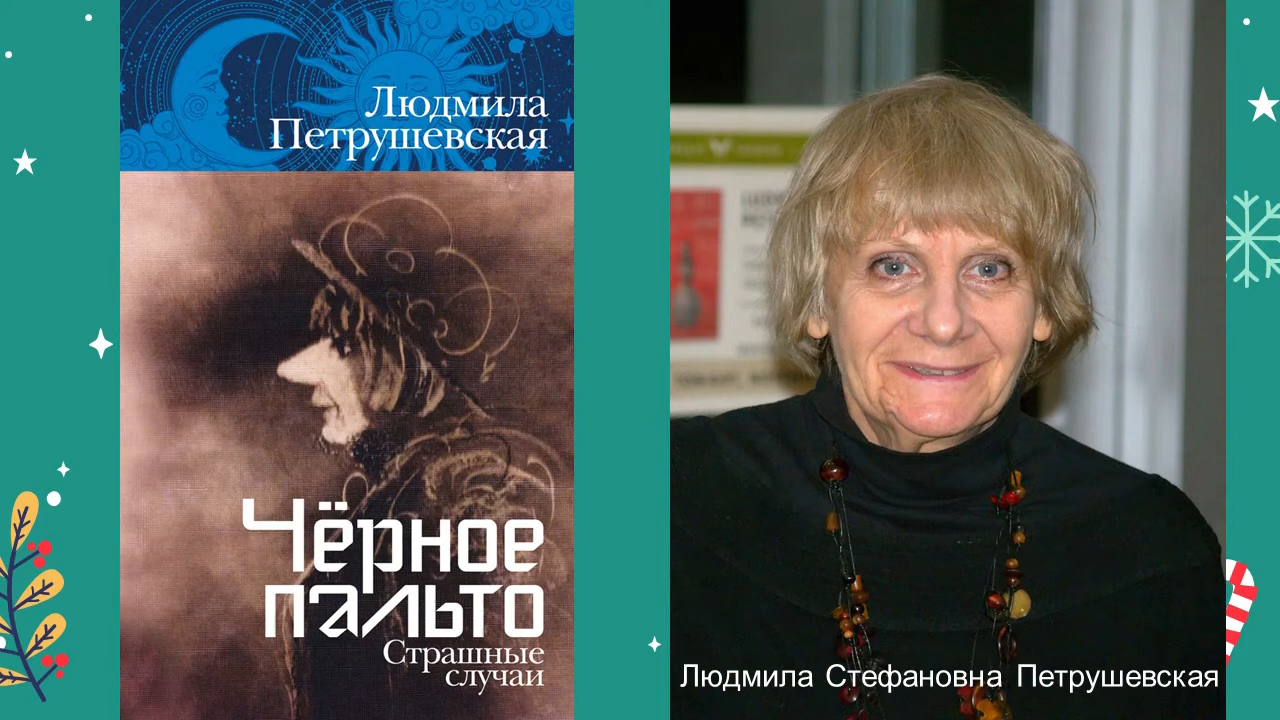 Людмила
Петрушевская
Чёрное
пальто
Страшные
случаи
Людмила Стефановна Петрушевская